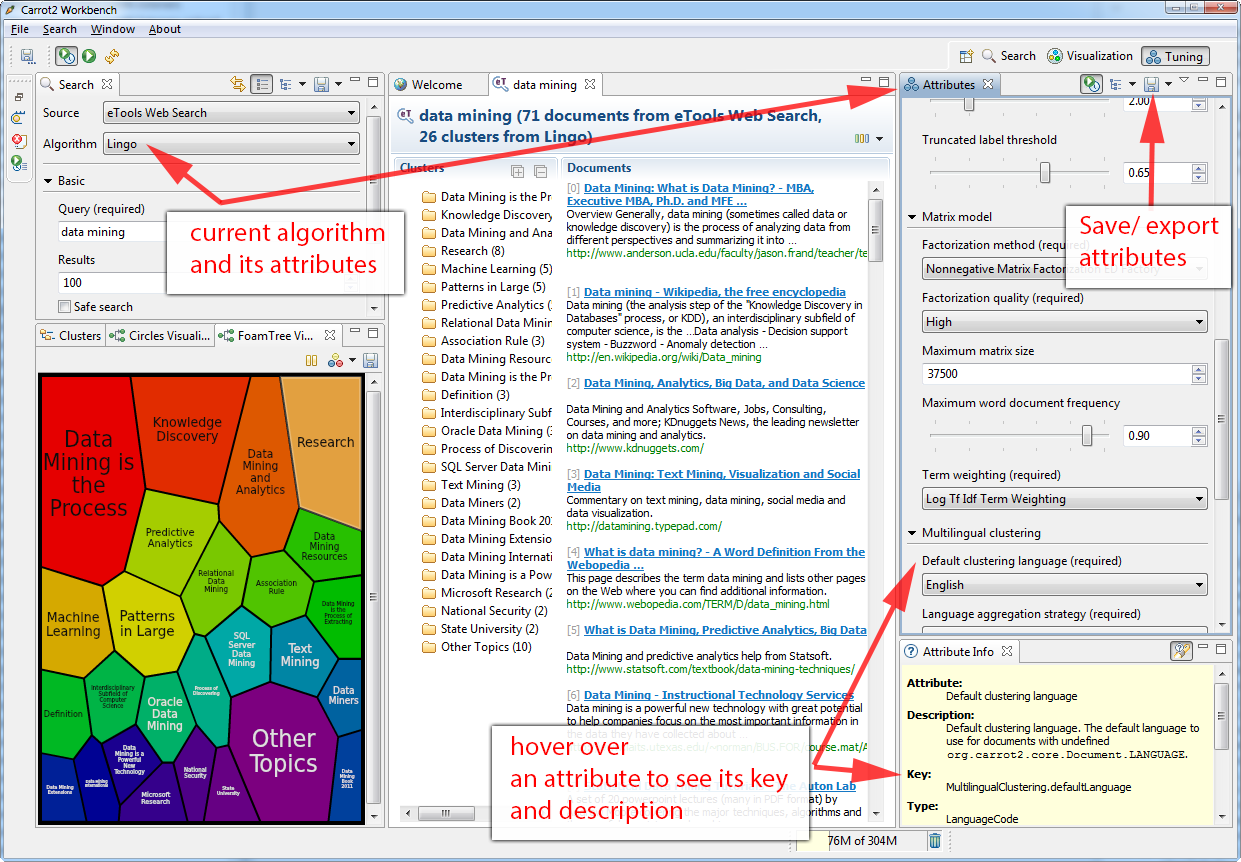 Carrot2 Workbench
File Search Window About
Search Visualization Tuning
Search
Source eTools Web Search
Algorithm Lingo
Basic
Query (required)
data mining
Results
100
Safe search
current algorithm
and its attributes
Clusters Circles Visuali... FoamTree Vi...
Data
Mining is
the
Process
Knowledge
Discovery
Data
Mining
and
Analytics
Research
Predictive
Analytics
Data
Mining
Resources
Relational
Data
Mining
Association
Rule
Data Mining
is the
Process of
Extracting
Machine
Learning
Patterns
in Large
SQL
Server
Data
Mining
Text
Mining
Definition
Interdisciplinary
Subfield of
Computer
Science
Oracle
Data
Mining
Process of
Discovering
Data
Miners
Other
Topics
Data Mining
Extensions
Data Mining
International
Data
Mining is a
Powerful
New
Technology
Microsoft
Research
National
Security
State
University
Data
Mining
Book
2011
Welcome data mining
data mining (71 documents from eTools Web Search,
26 clusters from Lingo)
Clusters
Data Mining is the Pr
Knowledge Discovery
Data Mining and Ana
Research (8)
Machine Learning (5)
Patterns in Large (5)
Predictive Analytics (
Relational Data Minin
Association Rule (3)
Data Mining Resourc
Data Mining is the Pr
Definition (3)
Interdisciplinary Subf
Oracle Data Mining (3
Process of Discoverin
SQL Server Data Mini
Text Mining (3)
Data Miners (2)
Data Mining Book 201
Data Mining Extensio
Data Mining Internati
Data Mining is a Pow
Microsoft Research (2
National Security (2)
State University (2)
Other Topics (10)
Documents
[0] Data Mining: What is Data Mining? - MBA,
Executive MBA, Ph.D. and MFE ...
Overview Generally, data mining (sometimes called data or
knowledge discovery) is the process of analyzing data from
different perspectives and summarizing it into ...
http://www.anderson.ucla.edu/faculty/jason.frand/teacher/te
[1] Data mining - Wikipedia, the free encyclopedia
Data mining (the analysis step of the "Knowledge Discovery in
Databases" process, or KDD), an interdisciplinary subfield of
computer science, is the ...Data analysis - Decision support
system - Buzzword - Anomaly detection ...
http://en.wikipedia.org/wiki/Data_mining
[2] Data Mining, Analytics, Big Data, and Data Science
Data Mining and Analytics Software, Jobs, Consulting,
Courses, and more; KDnuggets News, the leading newsletter
on data mining and analytics.
http://www.kdnuggets.com/
[3] Data Mining: Text Mining, Visualization and Social
Media
Commentary on text mining, data mining, social media and
data visualization.
http://datamining.typepad.com/
[4] What is data mining? - A Word Definition From the
Webopedia ...
This page describes the term data mining and lists other pages
on the Web where you can find additional information.
http://www.webopedia.com/TERM/D/data_mining.html
[5] What is Data Mining, Predictive Analytics, Big Data
Data Mining and predictive analytics help from Statsoft.
http://www.statsoft.com/textbook/data-mining-techniques/
[6] Data Mining - Instructional Technology Services
Data mining is a powerful new technology with great potential
to help companies focus on the most important information in
the data they have collected about ...
its.utexas.edu/~norman/BUS.FOR/course.mat/A
Auton Lab
A set of 26 powerpoint lectures (many in PDF format) by
the major techniques, algorithms and
hover over
an attribute to see its key
and description
76M of 304M
Attributes
2.00
Truncated label threshold
0.65
Matrix model
Factorization method (required)
Nonnegative Matrix Factorization ED Factory
Save/ export
attributes
Factorization quality (required)
High
Maximum matrix size
37500
Maximum word document frequency
0.90
Term weighting (required)
Log Tf Idf Term Weighting
Multilingual clustering
Default clustering language (required)
English
Language aggregation strategy (required)
Attribute Info
Attribute:
Default clustering language
Description:
Default clustering language. The default language to
use for documents with undefined
org.carrot2.core.Document.LANGUAGE.
Key:
MultilingualClustering.defaultLanguage
Type:
LanguageCode